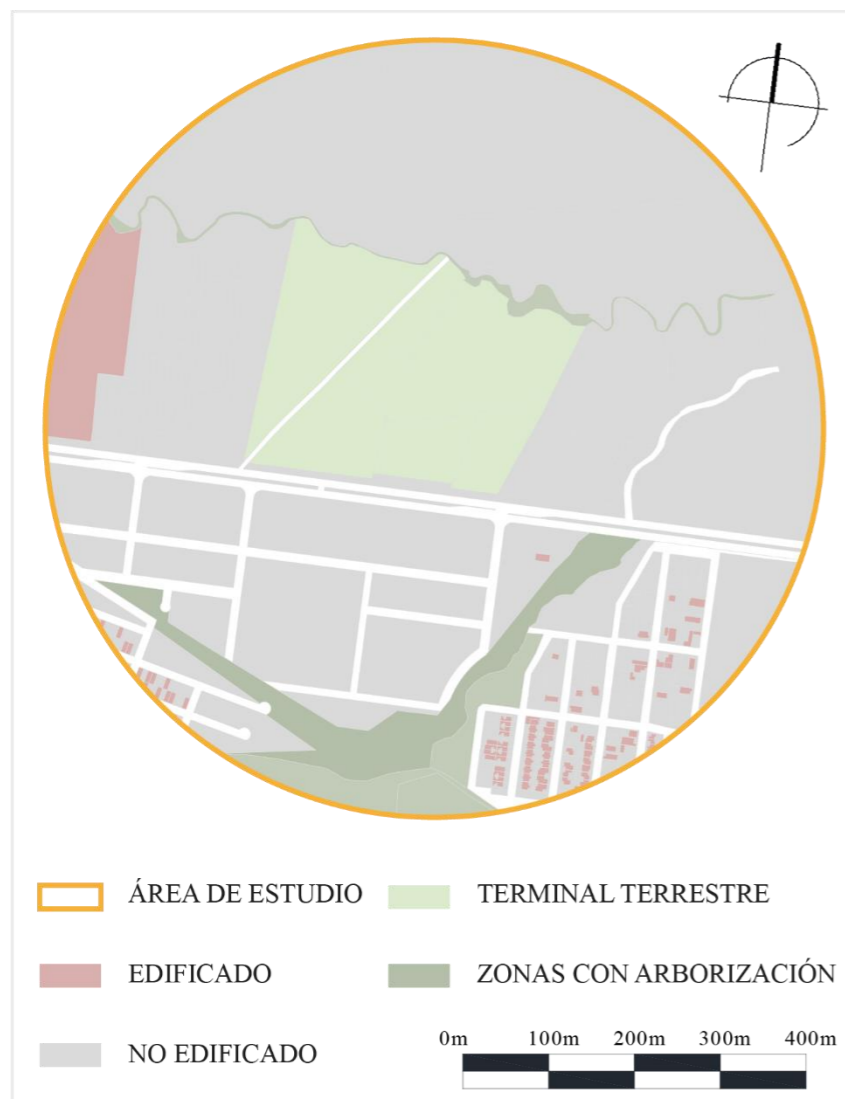 ÁREA DE ESTUDIO
TERMINAL TERRESTRE
EDIFICADO
ZONAS CON ARBORIZACIÓN
NO EDIFICADO
0m 100m 200m 300m 400m